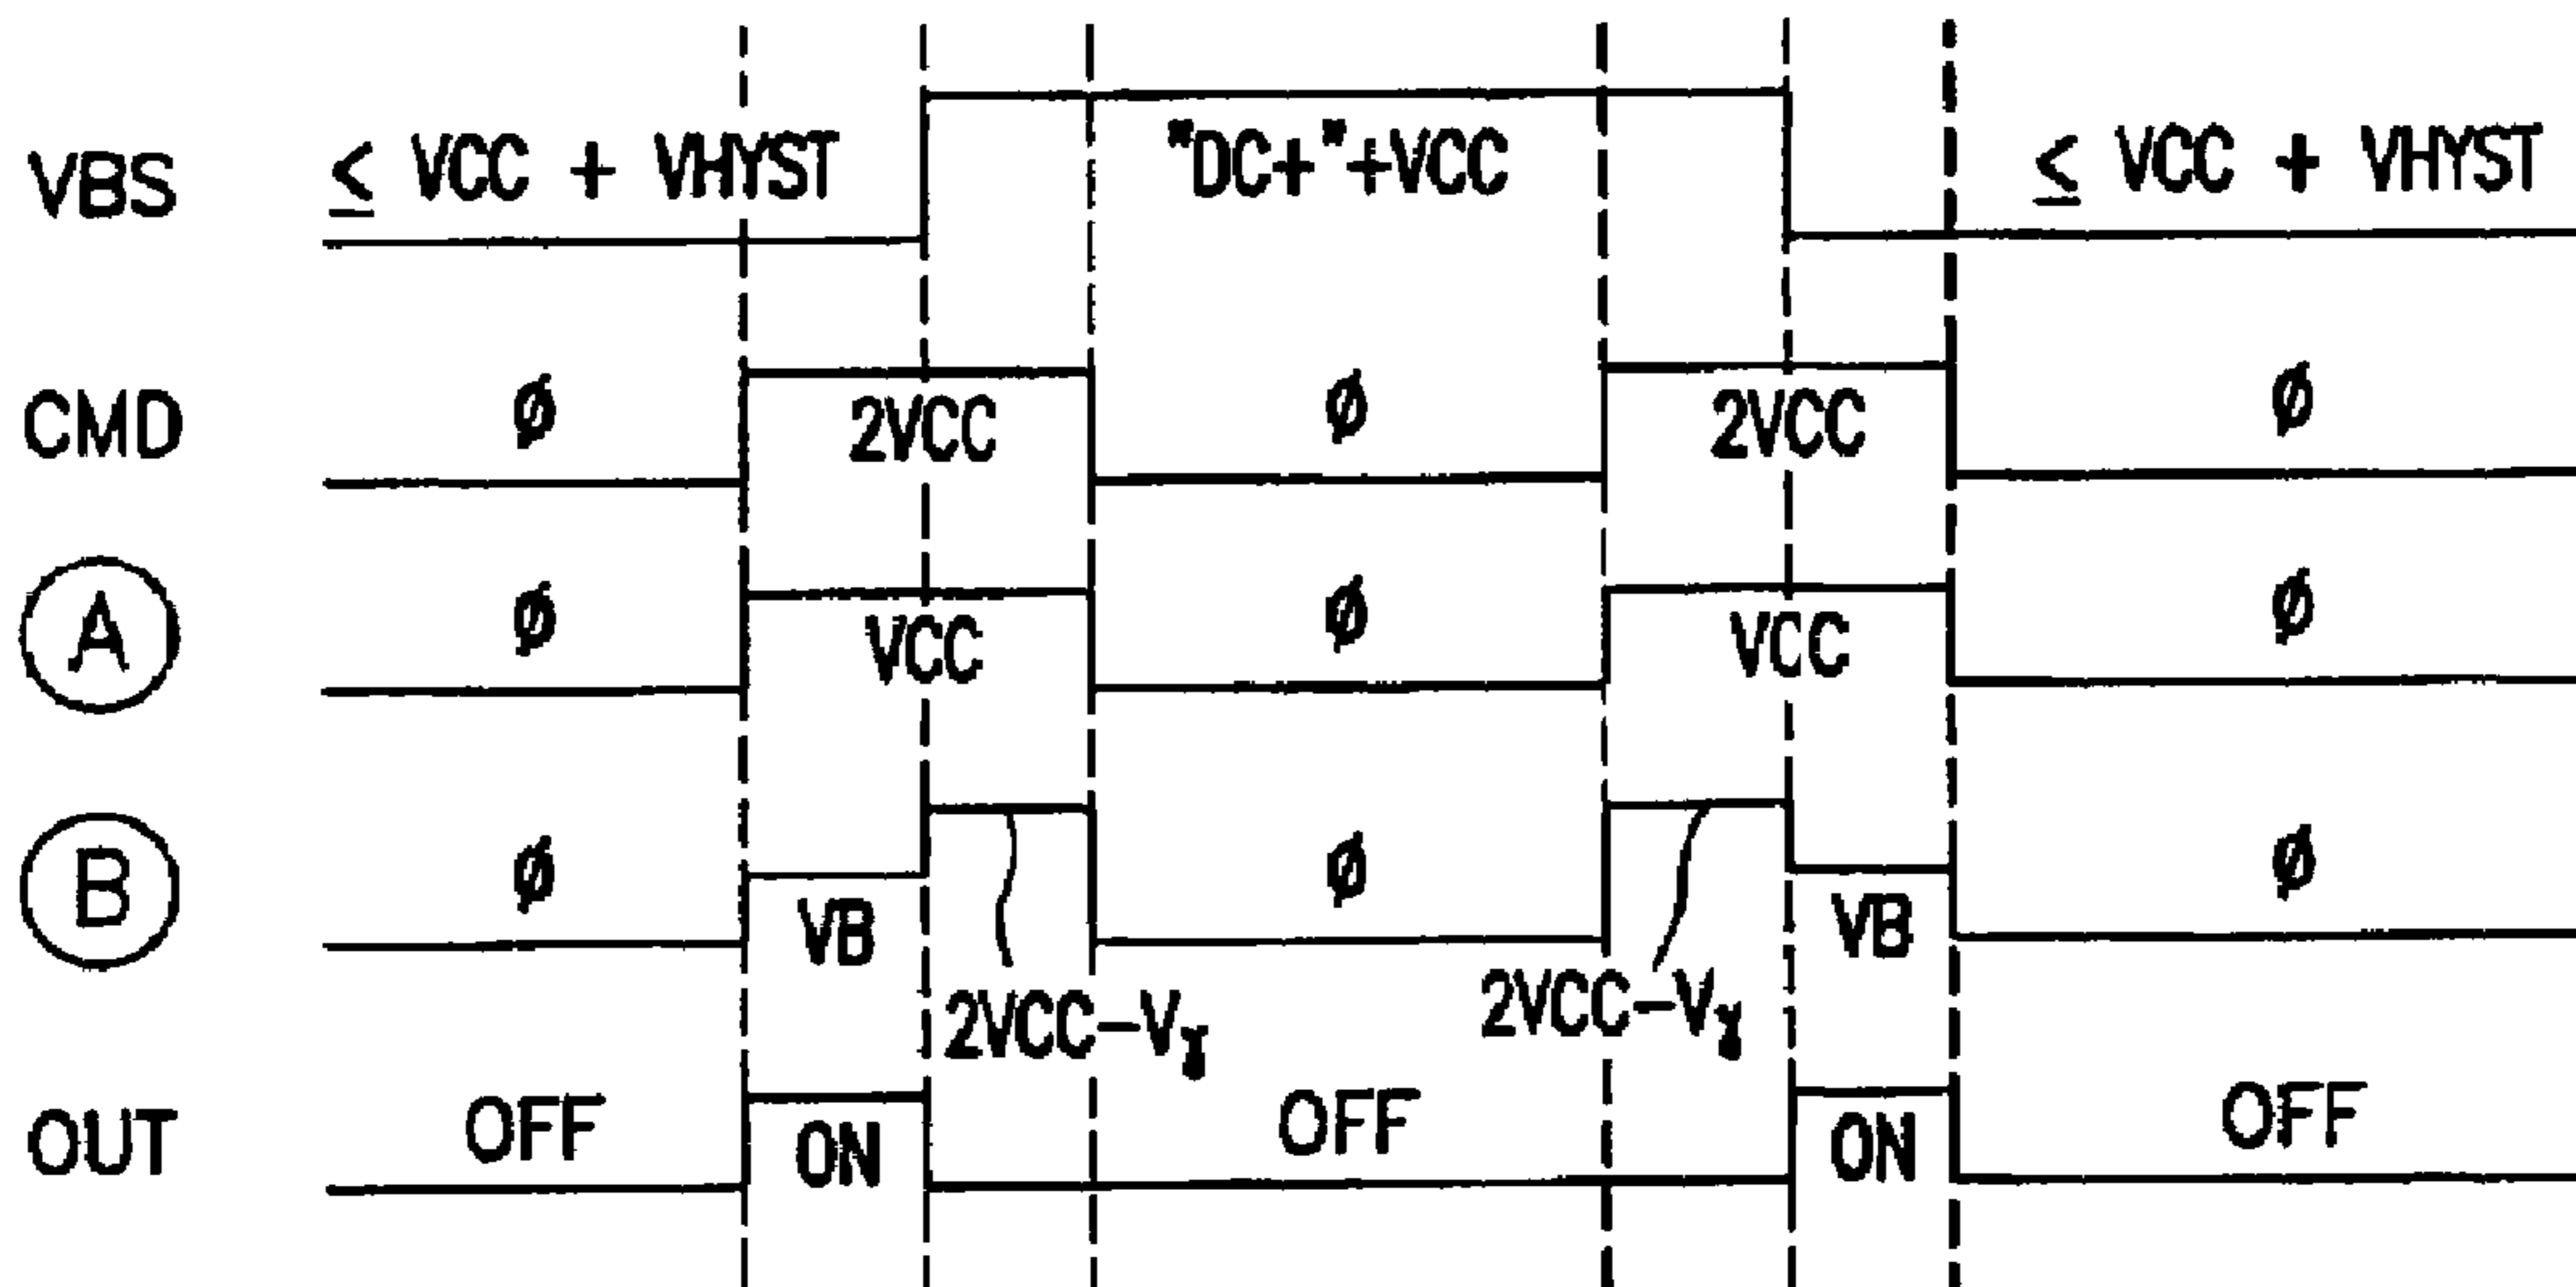 VBS ≤ VCC + VHYST "DC+"+VCC ≤ VCC + VHYST
CMD Ø 2VCC Ø 2VCC Ø
A Ø VCC Ø VCC Ø
B Ø VB 2VCC-Vγ Ø 2VCC-Vγ VB Ø
OUT OFF ON OFF ON OFF